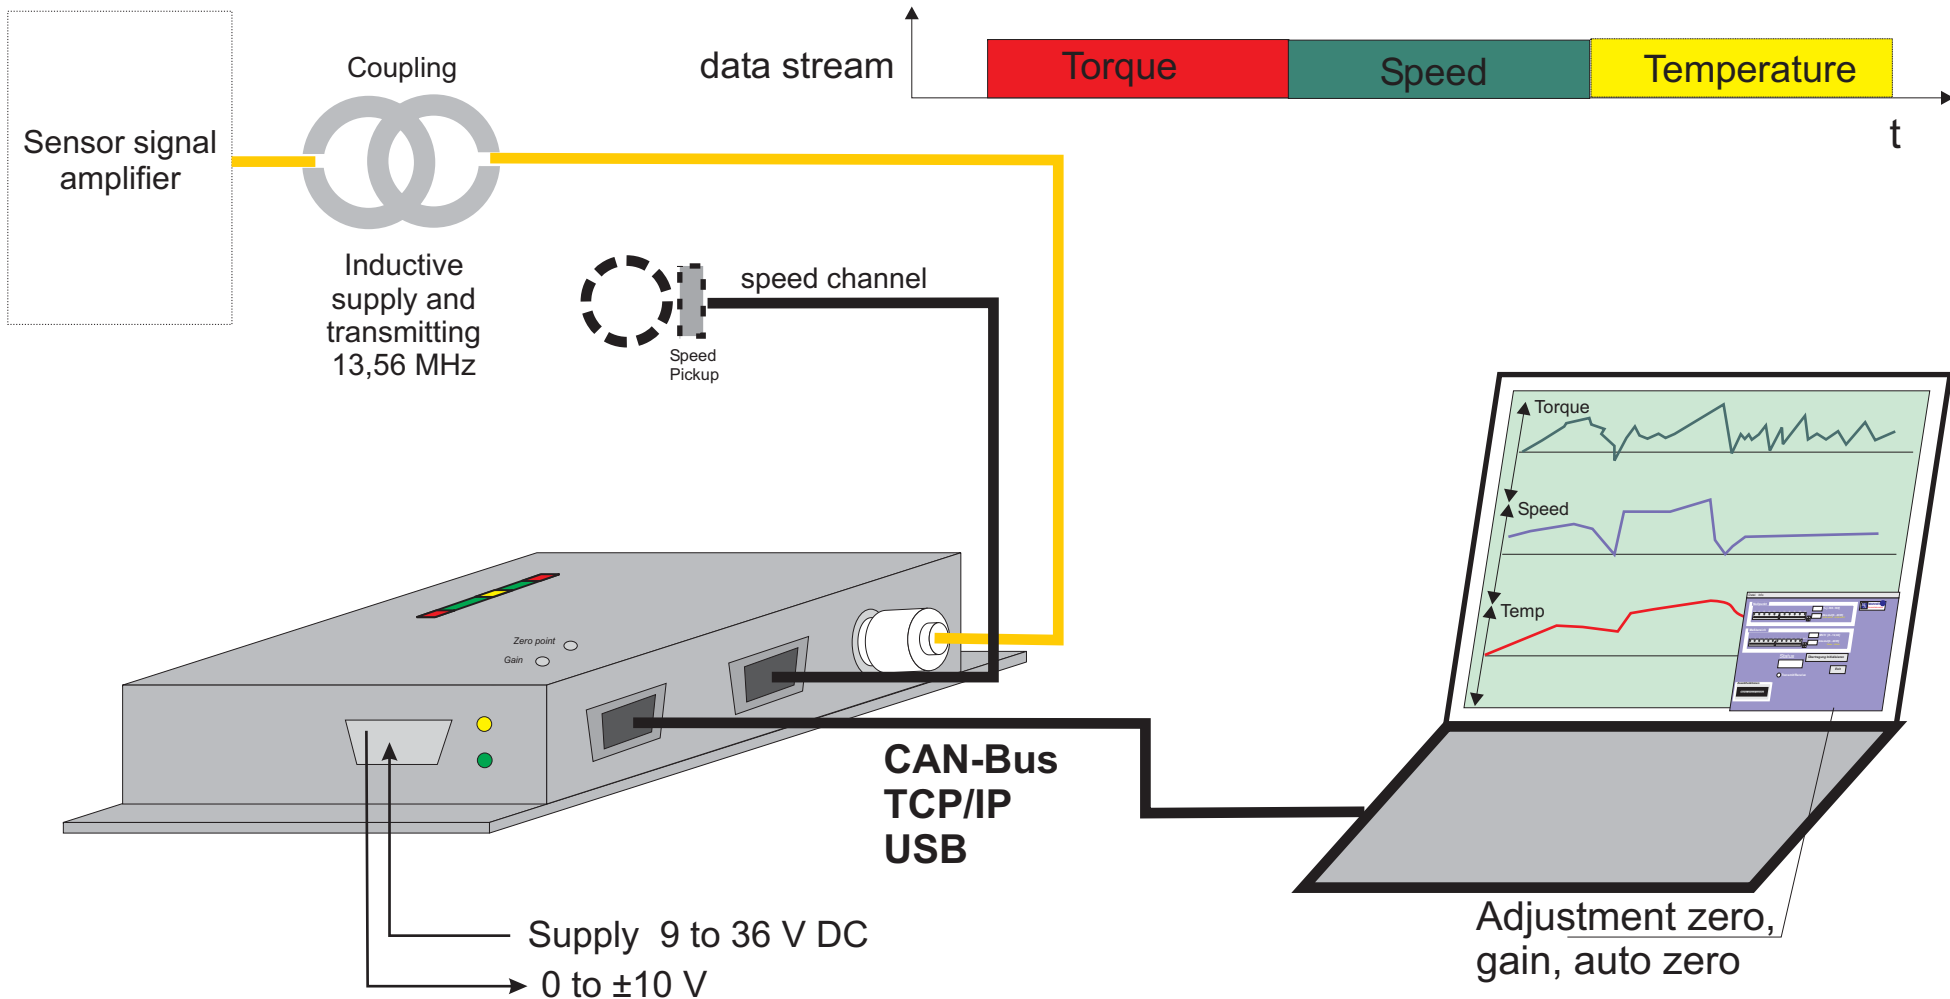 Coupling
Sensor signal
amplifier
Inductive
supply and
transmitting
13,56 MHz
data stream
Torque
Speed
Temperature
t
speed channel
Speed
Pickup
Torque
Speed
Temp
Status
Exit
Zero point
Gain
CAN-Bus
TCP/IP
USB
Supply 9 to 36 V DC
0 to ±10 V
Adjustment zero,
gain, auto zero